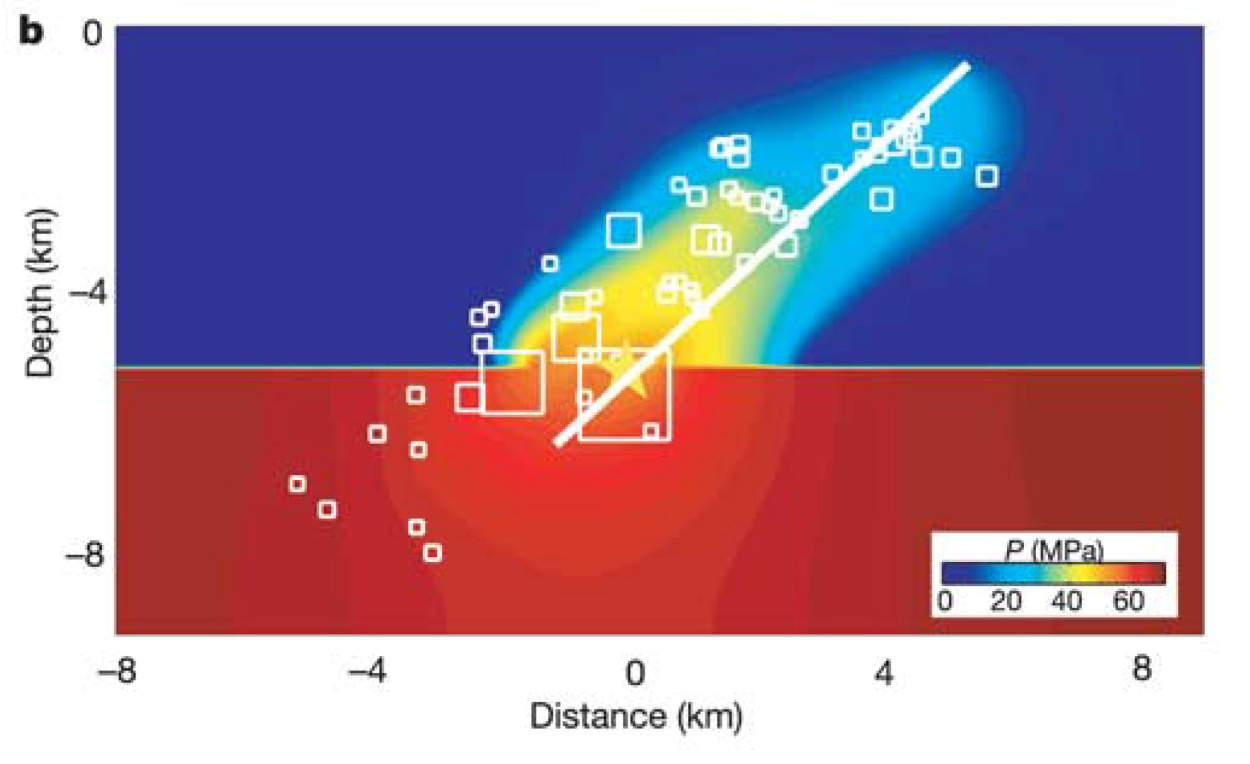 b
0
Depth (km)
–4
–8
P (MPa)
0 20 40 60
–8 –4 0 4 8
Distance (km)